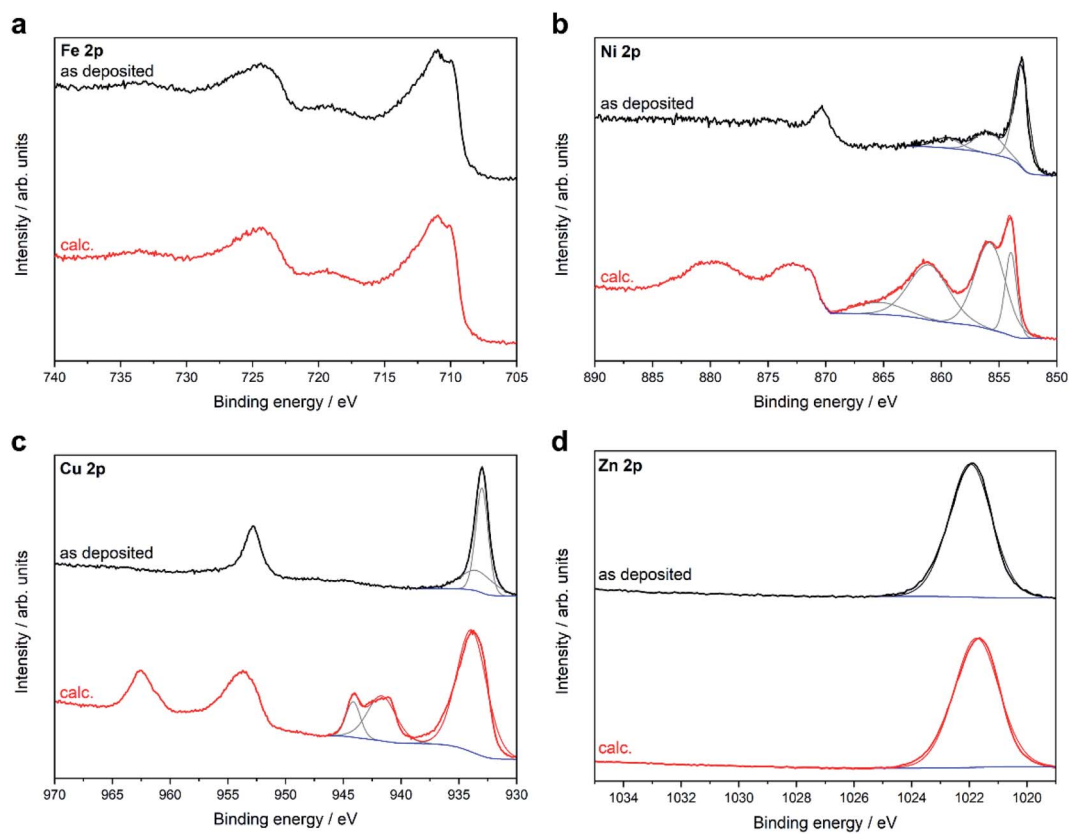 a
Fe 2p
as deposited
calc.
Intensity / arb. units
740 735 730 725 720 715 710 705
Binding energy / eV
b
Ni 2p
as deposited
calc.
Intensity / arb. units
890 885 880 875 870 865 860 855 850
Binding energy / eV
c
Cu 2p
as deposited
calc.
Intensity / arb. units
970 965 960 955 950 945 940 935 930
Binding energy / eV
d
Zn 2p
as deposited
calc.
Intensity / arb. units
1034 1032 1030 1028 1026 1024 1022 1020
Binding energy / eV